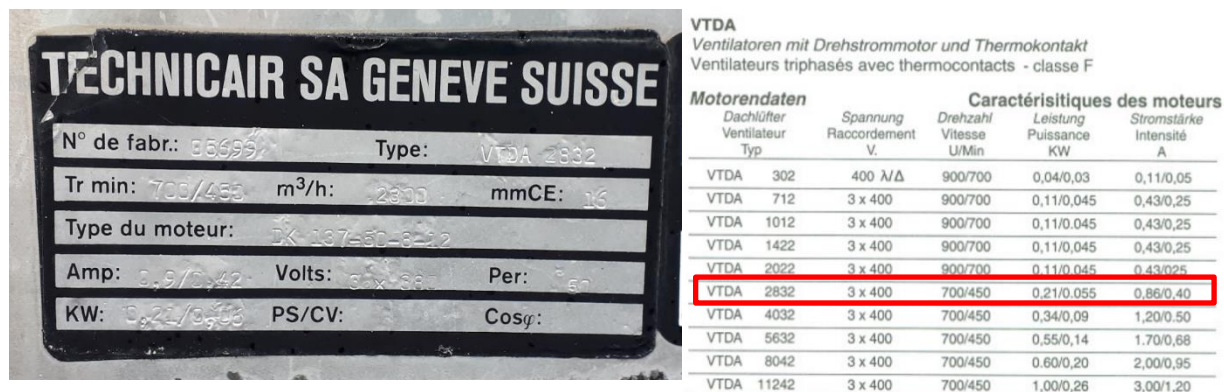 TECHNICAIR SA GENEVE SUISSE
N° de fabr.: 85699 Type: VTDA 2832
Tr min: 700/450 m³/h: 2800 mmCE: 16
Type du moteur: DK 137-50-8-12
Amp: 0,9/0,42 Volts: 380 Per: 50
KW: 0,21/0, PS/CV: Cosφ:
VTDA
Ventilatoren mit Drehstrommotor und Thermokontakt
Ventilateurs triphasés avec thermocontacts - classe F
Motorendaten Caractérisitiques des moteurs
Dachlüfter Spannung Drehzahl Leistung Stromstärke
Ventilateur Raccordement Vitesse Puissance Intensité
Typ V. U/Min KW A
VTDA 302 400 λ/Δ 900/700 0,04/0,03 0,11/0,05
VTDA 712 3 x 400 900/700 0,11/0,045 0,43/0,25
VTDA 1012 3 x 400 900/700 0,11/0,045 0,43/0,25
VTDA 1422 3 x 400 900/700 0,11/0.045 0,43/0,25
VTDA 2022 3 x 400 900/700 0.11/0.045 0.43/025
VTDA 2832 3 x 400 700/450 0,21/0.055 0,86/0,40
VTDA 4032 3 x 400 700/450 0,34/0,09 1,20/0.50
VTDA 5632 3 x 400 700/450 0,55/0,14 1.70/0,68
VTDA 8042 3 x 400 700/450 0.60/0,20 2,00/0,95
VTDA 11242 3 x 400 700/450 1,00/0,26 3,00/1,20